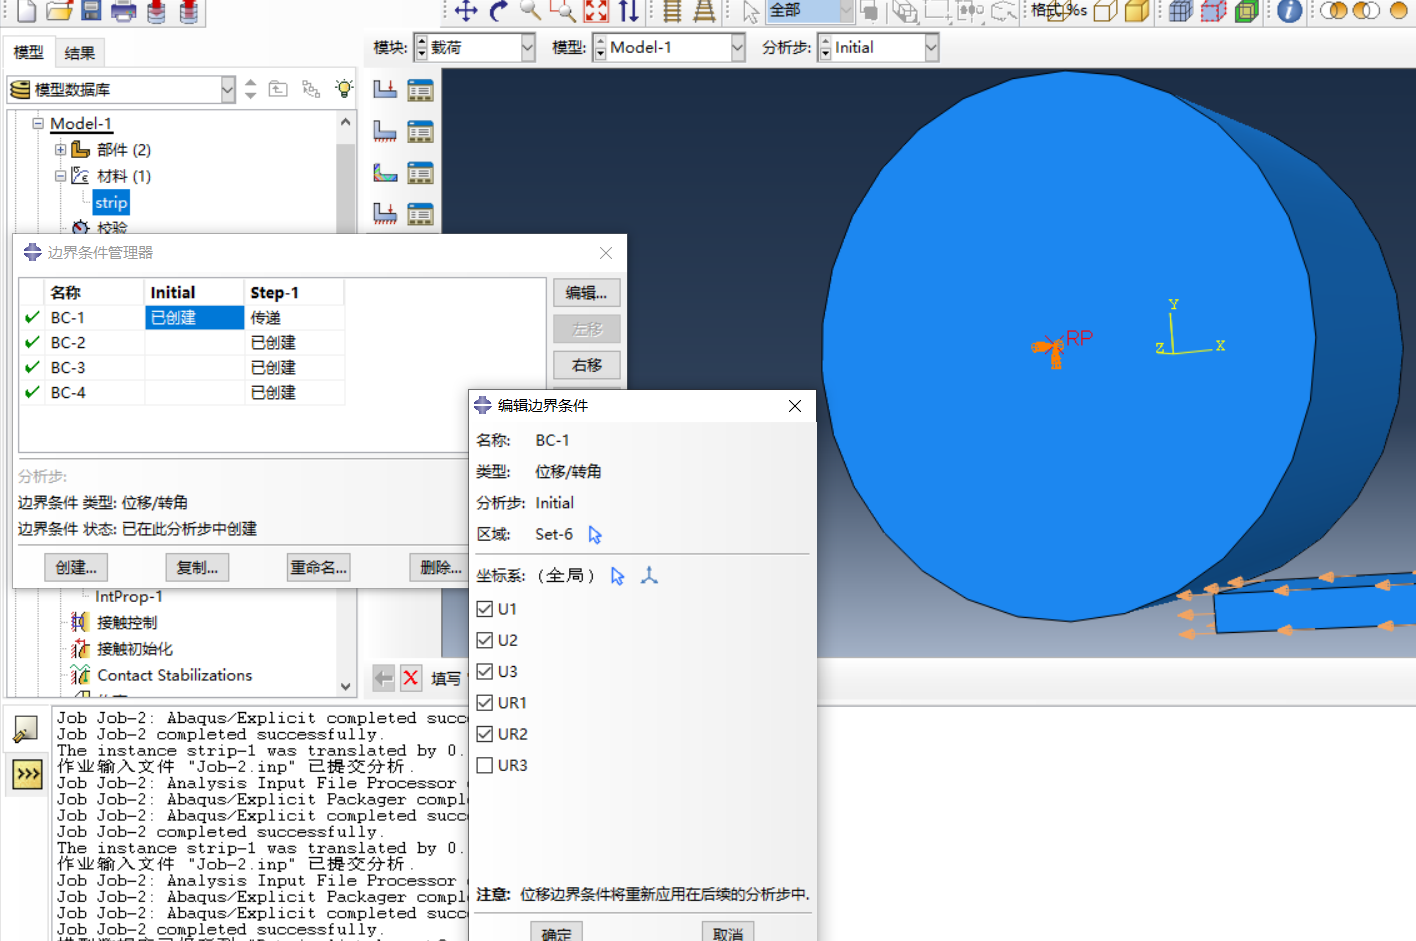 全部
格式%s
模型
结果
模块:
载荷
模型:
Model-1
分析步:
Initial
模型数据库
Model-1
部件 (2)
材料 (1)
strip
校验
边界条件管理器
名称
Initial
Step-1
BC-1
已创建
传递
BC-2
已创建
BC-3
已创建
BC-4
已创建
编辑...
左移
右移
分析步:
边界条件 类型: 位移/转角
边界条件 状态: 已在此分析步中创建
创建...
复制...
重命名...
删除...
编辑边界条件
名称:
BC-1
类型:
位移/转角
分析步:
Initial
区域:
Set-6
坐标系:
(全局)
U1
U2
U3
UR1
UR2
UR3
注意: 位移边界条件将重新应用在后续的分析步中.
确定
取消
RP
Y
X
Z
IntProp-1
接触控制
接触初始化
Contact Stabilizations
填写
Job Job-2: Abaqus/Explicit completed succ
Job Job-2 completed successfully.
The instance strip-1 was translated by 0.
作业输入文件 "Job-2.inp" 已提交分析.
Job Job-2: Analysis Input File Processor
Job Job-2: Abaqus/Explicit Packager compl
Job Job-2: Abaqus/Explicit completed succ
Job Job-2 completed successfully.
The instance strip-1 was translated by 0.
作业输入文件 "Job-2.inp" 已提交分析.
Job Job-2: Analysis Input File Processor
Job Job-2: Abaqus/Explicit Packager compl
Job Job-2: Abaqus/Explicit completed succ
Job Job-2 completed successfully.